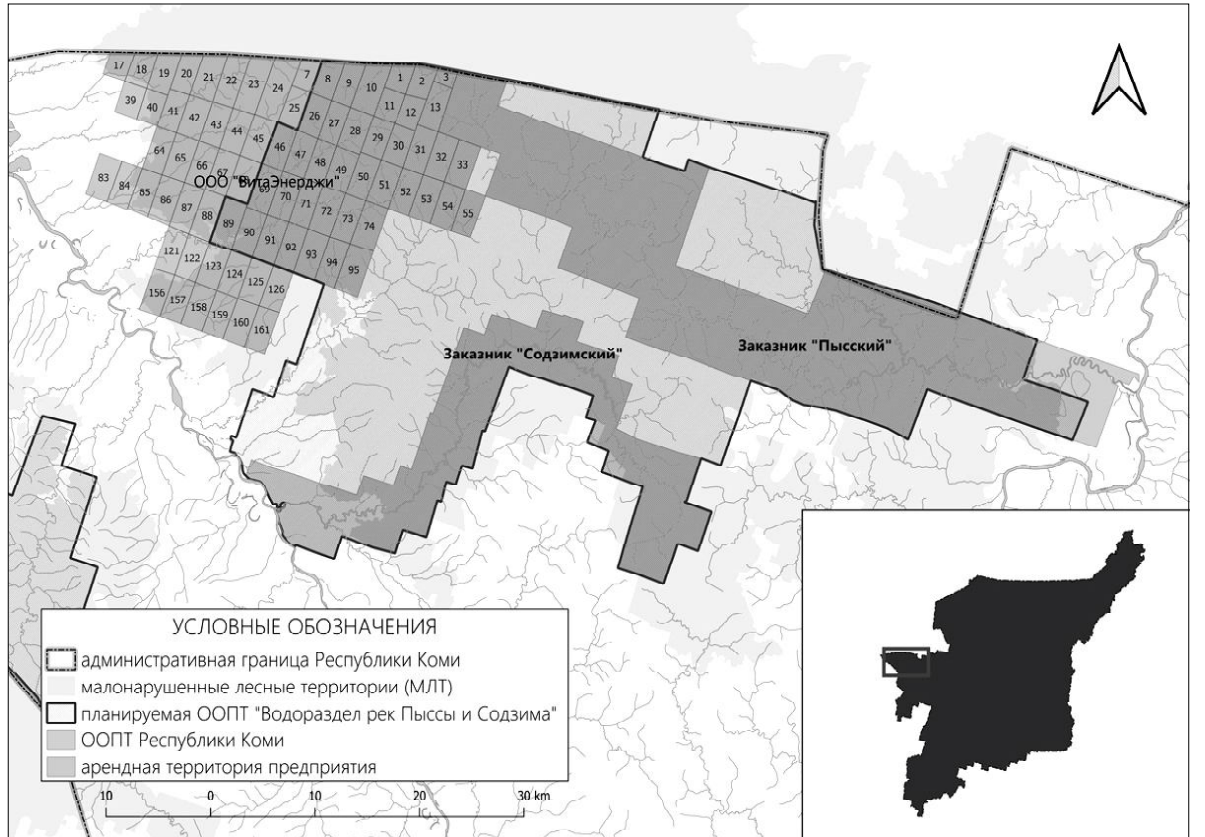 17 18 19 20 21 22 23 24 7 8 9 10 1 2 3
39 40 41 42 43 44 45 25 26 27 28 29 11 12 13
64 65 66 67 68 46 47 48 49 50 51 30 31 32 33
83 84 85 86 87 88 69 70 71 72 73 74 52 53 54 55
ООО "ВитаЭнерджи"
89 90 91 92 93 94 95
121 122 123 124 125 126
156 157 158 159 160 161
Заказник "Содзимский"
Заказник "Пысский"
УСЛОВНЫЕ ОБОЗНАЧЕНИЯ
административная граница Республики Коми
малонарушенные лесные территории (МЛТ)
планируемая ООПТ "Водораздел рек Пыссы и Содзима"
ООПТ Республики Коми
арендная территория предприятия
10 0 10 20 30 km